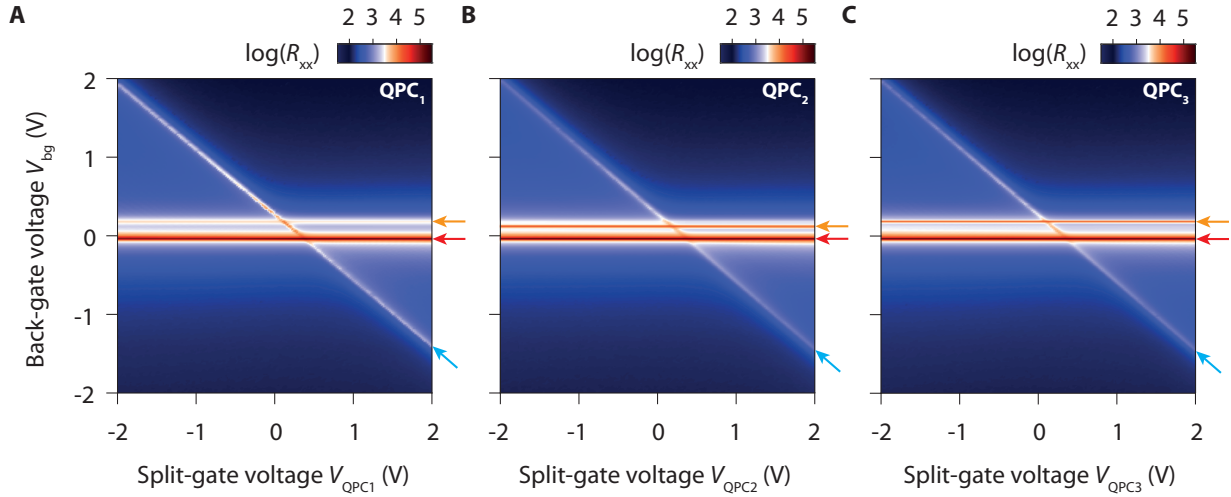 A
B
C
2 3 4 5
2 3 4 5
2 3 4 5
log(Rxx)
log(Rxx)
log(Rxx)
QPC1
QPC2
QPC3
Back-gate voltage Vbg (V)
2
1
0
-1
-2
-2 -1 0 1 2
-2 -1 0 1 2
-2 -1 0 1 2
Split-gate voltage VQPC1 (V)
Split-gate voltage VQPC2 (V)
Split-gate voltage VQPC3 (V)